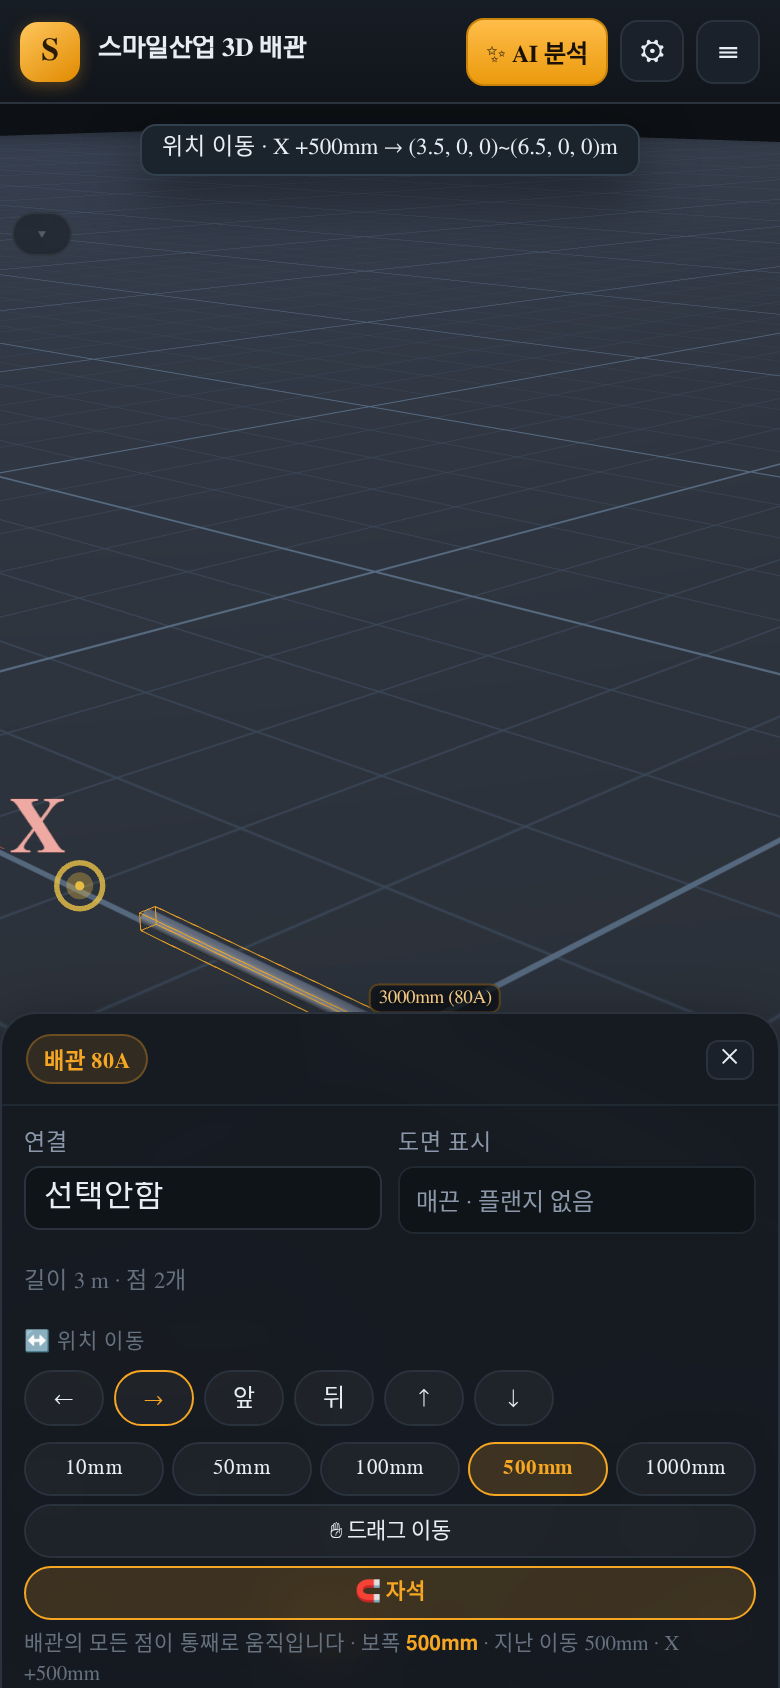 S 스마일산업 3D 배관 ✨ AI 분석 ⚙ ≡
위치 이동 · X +500mm → (3.5, 0, 0)~(6.5, 0, 0)m
▼
X
3000mm (80A)
배관 80A ×
연결 도면 표시
선택안함 매끈 · 플랜지 없음
길이 3 m · 점 2개
↔️ 위치 이동
← → 앞 뒤 ↑ ↓
10mm 50mm 100mm 500mm 1000mm
✋ 드래그 이동
🧲 자석
배관의 모든 점이 통째로 움직입니다 · 보폭 500mm · 지난 이동 500mm · X
+500mm